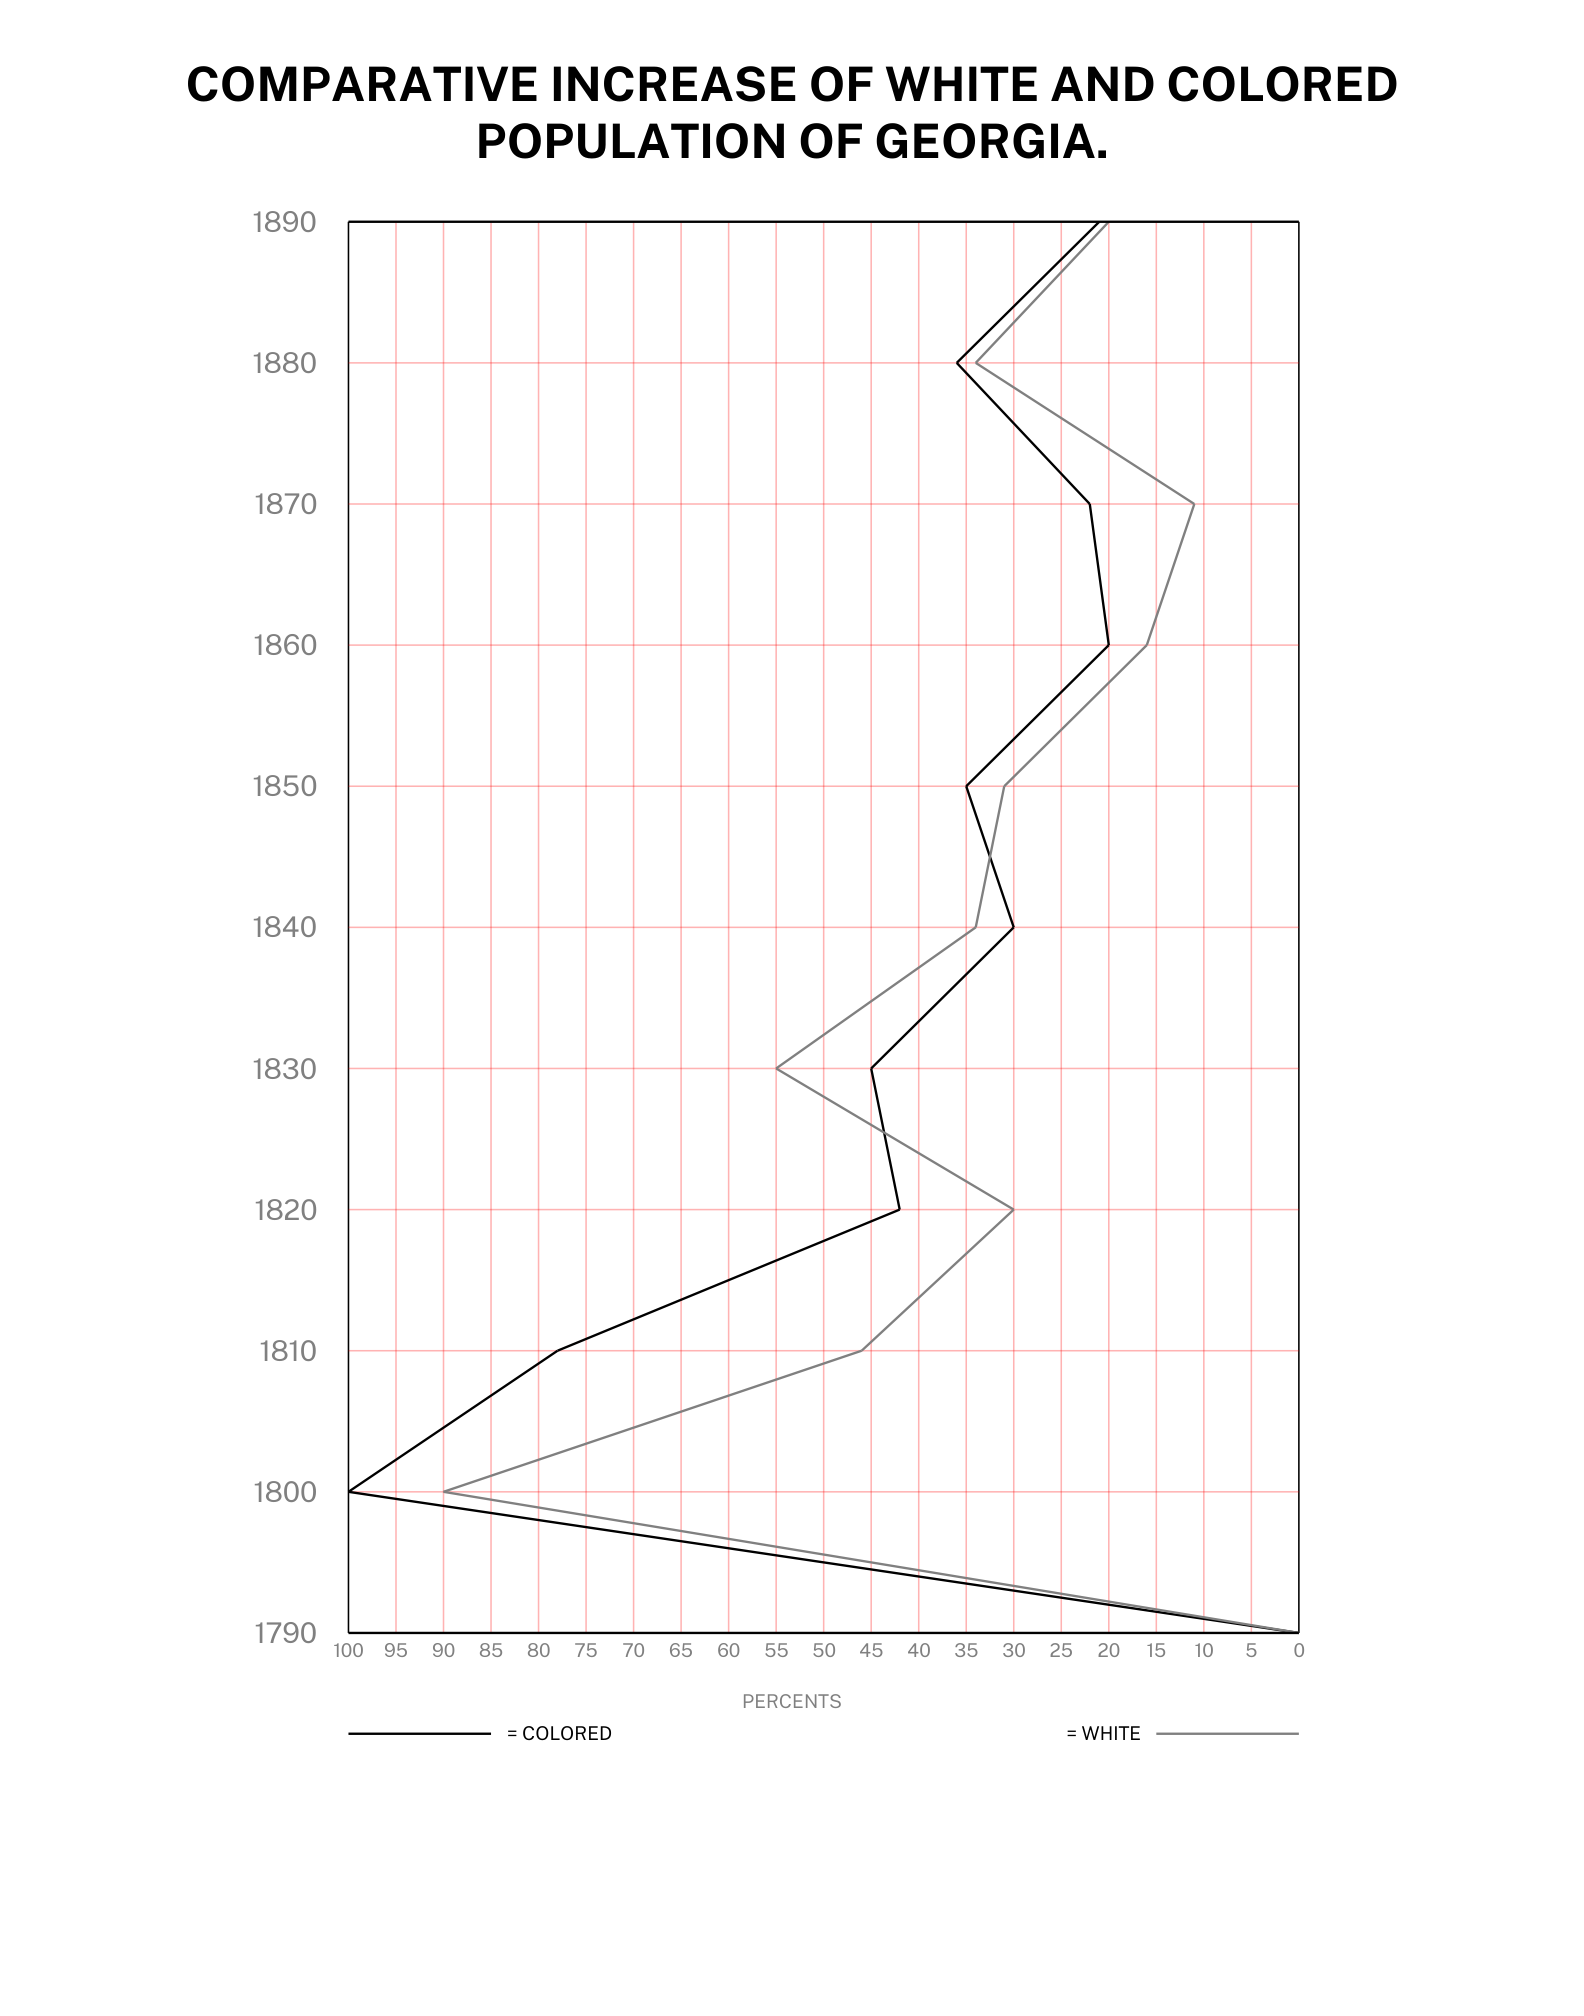 COMPARATIVE INCREASE OF WHITE AND COLORED
POPULATION OF GEORGIA.
1890
1880
1870
1860
1850
1840
1830
1820
1810
1800
1790
100 95 90 85 80 75 70 65 60 55 50 45 40 35 30 25 20 15 10 5 0
PERCENTS
= COLORED = WHITE